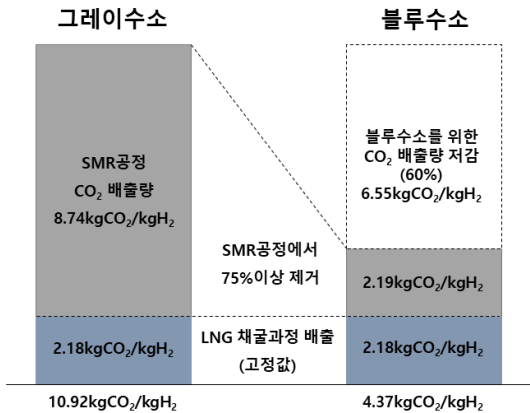 그레이수소
블루수소
SMR공정
CO₂ 배출량
8.74kgCO₂/kgH₂
블루수소를 위한
CO₂ 배출량 저감
(60%)
6.55kgCO₂/kgH₂
SMR공정에서
75%이상 제거
2.19kgCO₂/kgH₂
2.18kgCO₂/kgH₂
LNG 채굴과정 배출
(고정값)
2.18kgCO₂/kgH₂
10.92kgCO₂/kgH₂
4.37kgCO₂/kgH₂